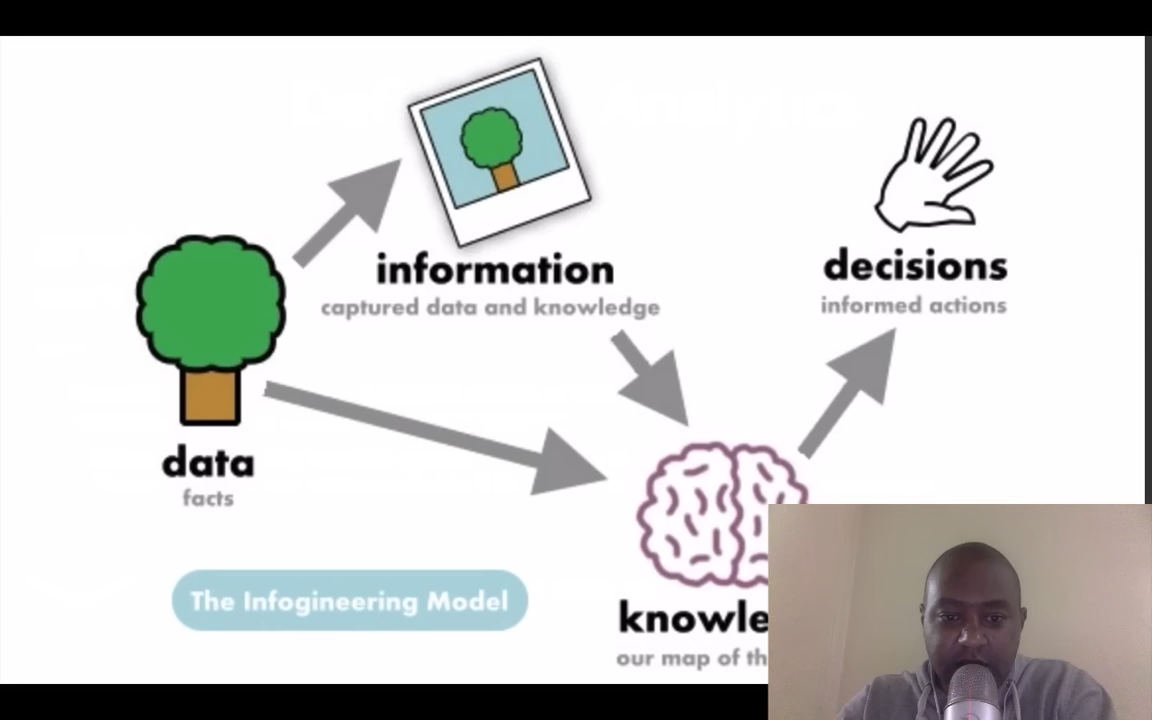 information
captured data and knowledge
decisions
informed actions
data
facts
The Infogineering Model
knowle
our map of th